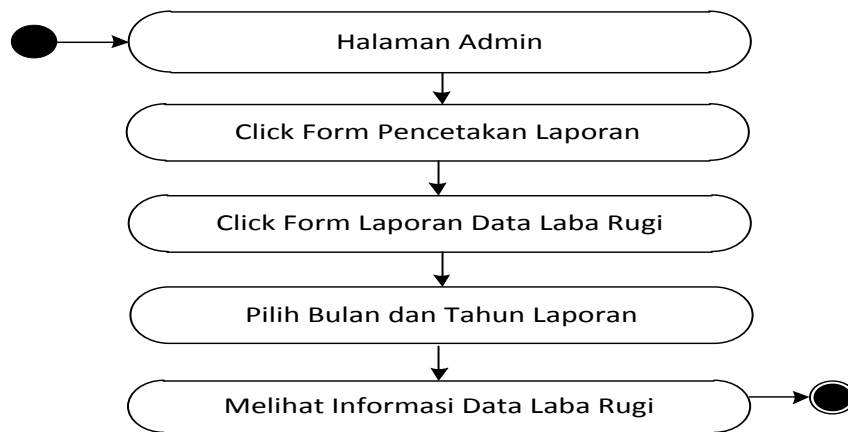 Halaman Admin
Click Form Pencetakan Laporan
Click Form Laporan Data Laba Rugi
Pilih Bulan dan Tahun Laporan
Melihat Informasi Data Laba Rugi